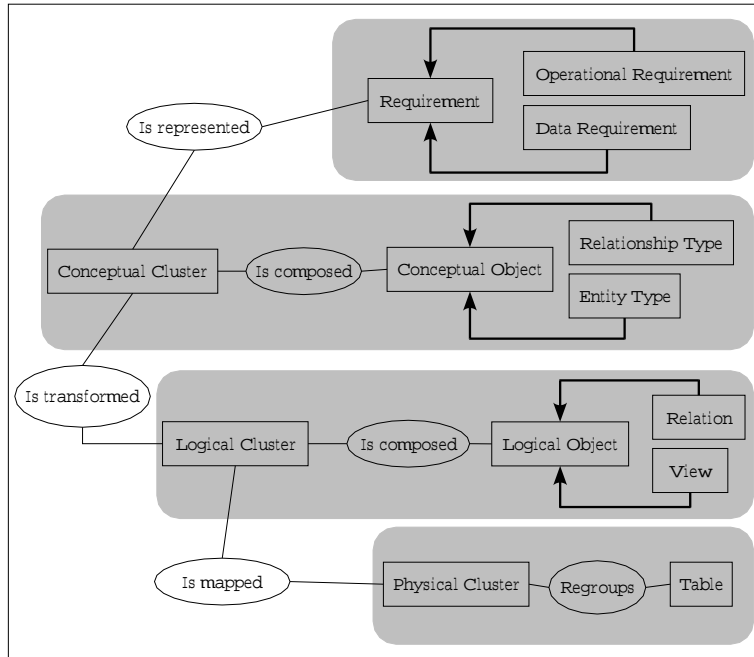 Operational Requirement
Requirement
Data Requirement
Is represented
Relationship Type
Conceptual Cluster
Is composed
Conceptual Object
Entity Type
Is transformed
Relation
Logical Cluster
Is composed
Logical Object
View
Is mapped
Physical Cluster
Regroups
Table